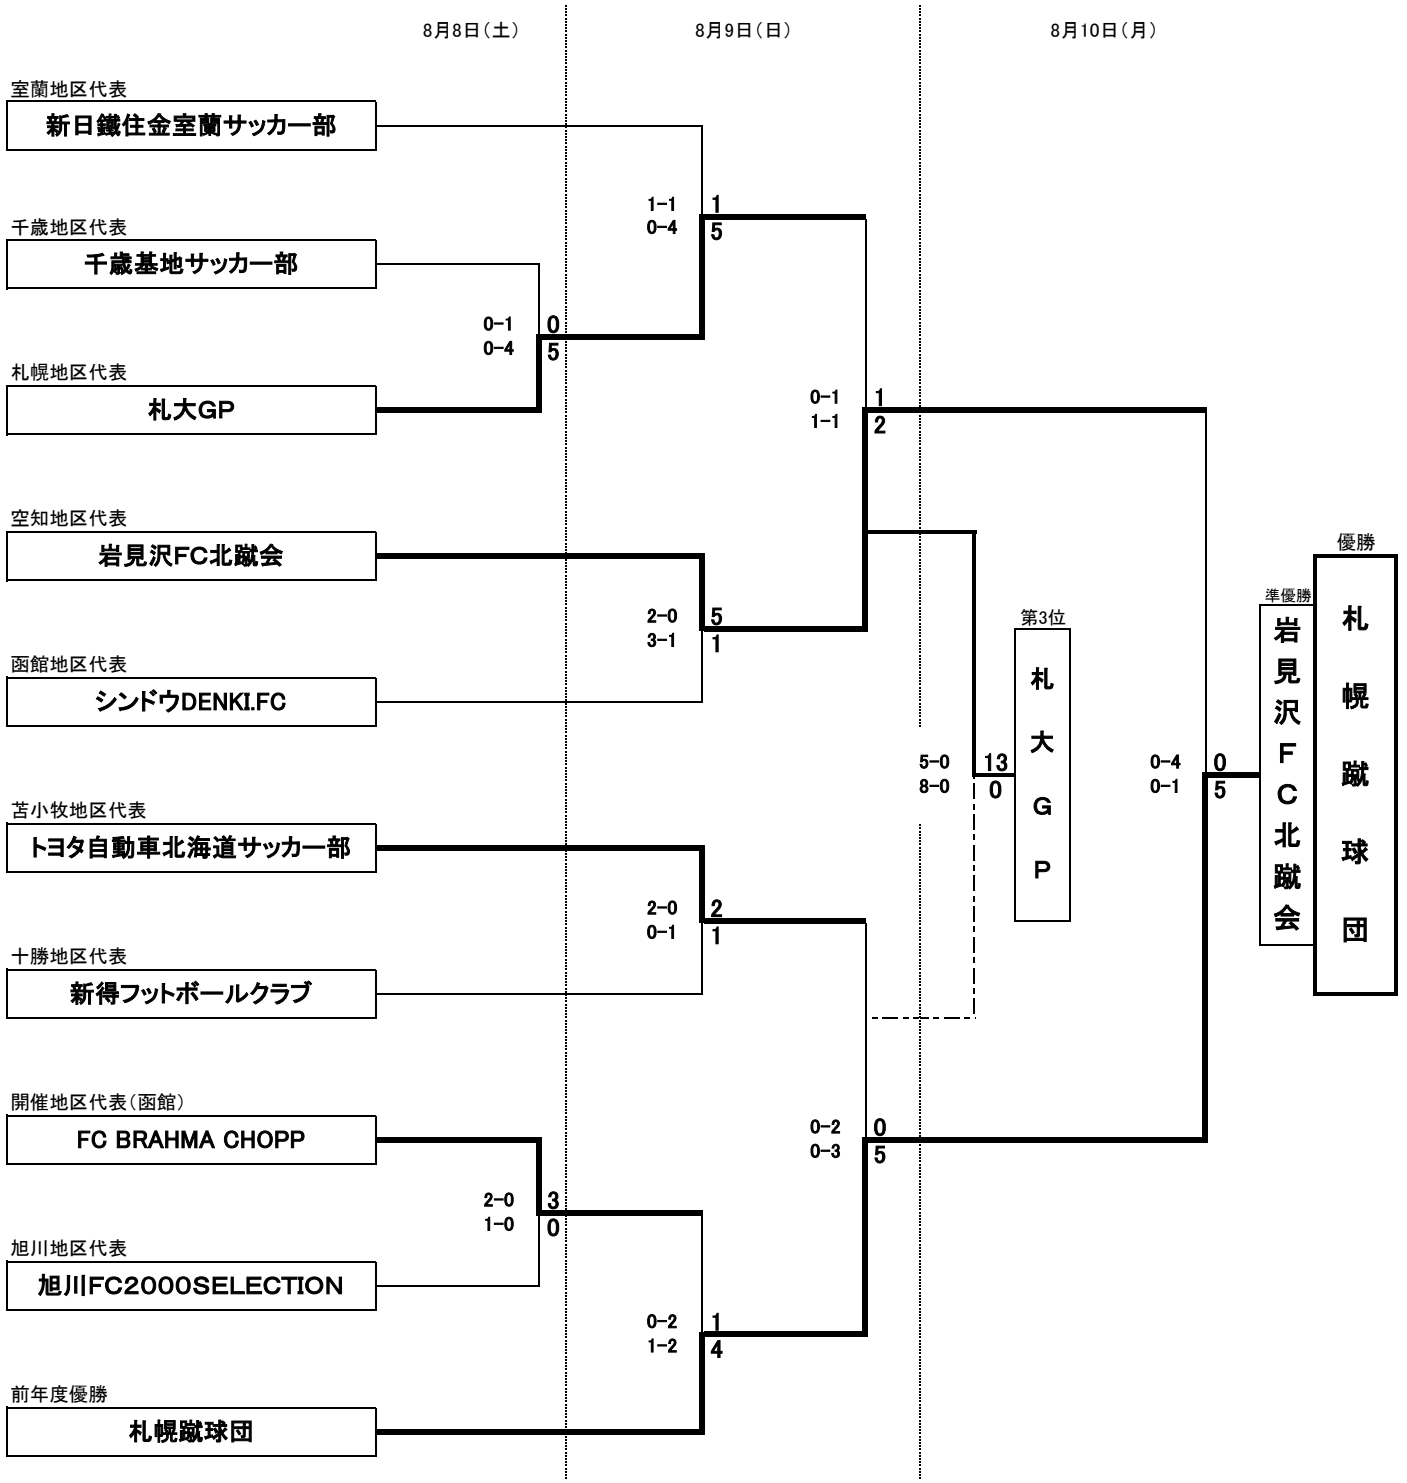 8月8日(土)
8月9日(日)
8月10日(月)
室蘭地区代表
新日鐵住金室蘭サッカー部
1-1 1
0-4 5
千歳地区代表
千歳基地サッカー部
0-1 0
0-4 5
札幌地区代表
札大GP
0-1 1
1-1 2
空知地区代表
岩見沢FC北蹴会
2-0 5
3-1 1
函館地区代表
シンドウDENKI.FC
第3位
札大GP
5-0 13
8-0 0
0-4 0
0-1 5
準優勝
岩見沢FC北蹴会
優勝
札幌蹴球団
苫小牧地区代表
トヨタ自動車北海道サッカー部
2-0 2
0-1 1
十勝地区代表
新得フットボールクラブ
開催地区代表(函館)
FC BRAHMA CHOPP
0-2 0
0-3 5
2-0 3
1-0 0
旭川地区代表
旭川FC2000SELECTION
0-2 1
1-2 4
前年度優勝
札幌蹴球団